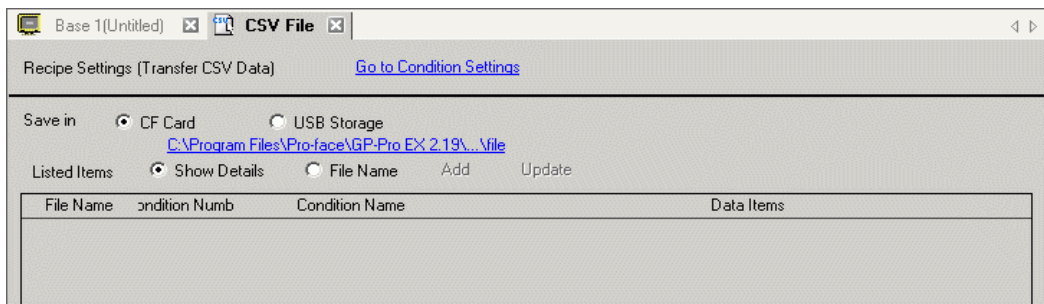 Base 1(Untitled) CSV File
Recipe Settings (Transfer CSV Data) Go to Condition Settings
Save in CF Card USB Storage
C:\Program Files\Pro-face\GP-Pro EX 2.19\...\file
Listed Items Show Details File Name Add Update
File Name ondition Numb Condition Name Data Items